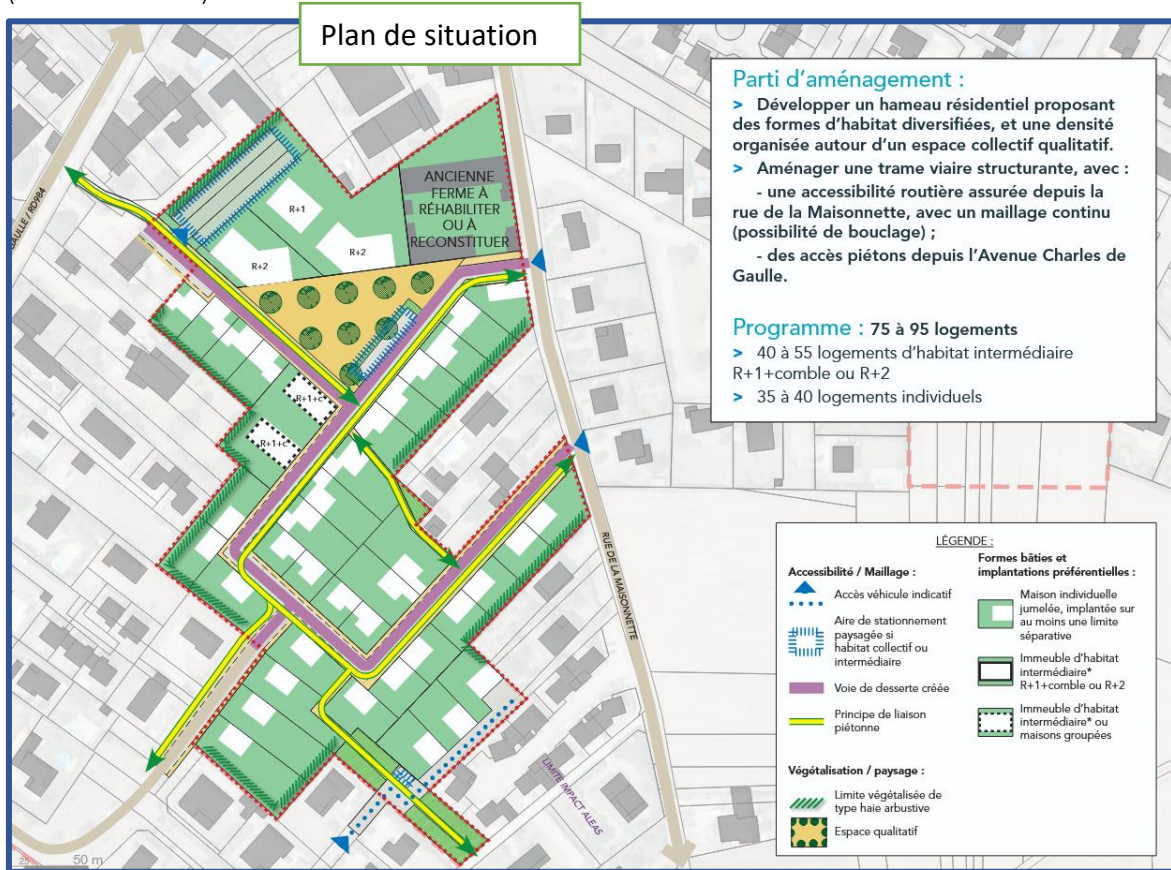 Plan de situation
Parti d'aménagement :
> Développer un hameau résidentiel proposant
des formes d'habitat diversifiées, et une densité
organisée autour d'un espace collectif qualitatif.
> Aménager une trame viaire structurante, avec :
- une accessibilité routière assurée depuis la
rue de la Maisonnette, avec un maillage continu
(possibilité de bouclage) ;
- des accès piétons depuis l'Avenue Charles de
Gaulle.
Programme : 75 à 95 logements
> 40 à 55 logements d'habitat intermédiaire
R+1+comble ou R+2
> 35 à 40 logements individuels
GAULLE / RD984
ANCIENNE
FERME À
RÉHABILITER
OU À
RECONSTITUER
R+1
R+2
R+2
R+1+c
R+1+c
RUE DE LA MAISONNETTE
LIMITE IMPACT ALEAS
50 m
LÉGENDE :
Accessibilité / Maillage :
Accès véhicule indicatif
Aire de stationnement
paysagée si
habitat collectif ou
intermédiaire
Voie de desserte créée
Principe de liaison
piétonne
Végétalisation / paysage :
Limite végétalisée de
type haie arbustive
Espace qualitatif
Formes bâties et
implantations préférentielles :
Maison individuelle
jumelée, implantée sur
au moins une limite
séparative
Immeuble d'habitat
intermédiaire*
R+1+comble ou R+2
Immeuble d'habitat
intermédiaire* ou
maisons groupées